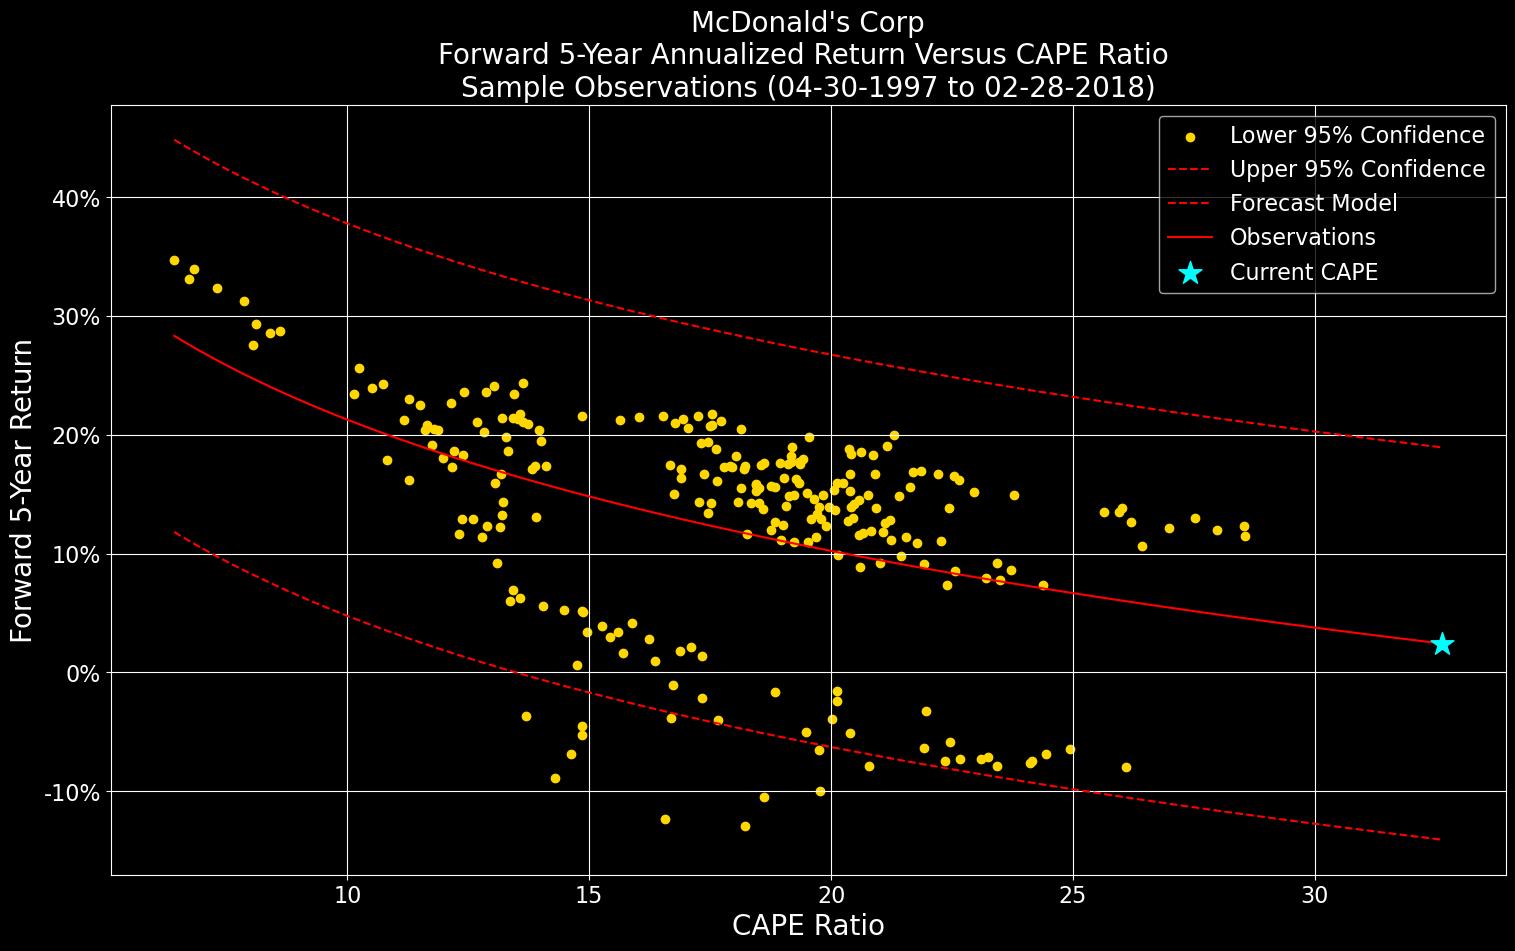 McDonald's Corp
Forward 5-Year Annualized Return Versus CAPE Ratio
Sample Observations (04-30-1997 to 02-28-2018)
Lower 95% Confidence
Upper 95% Confidence
Forecast Model
Observations
Current CAPE
Forward 5-Year Return
40%
30%
20%
10%
0%
-10%
10
15
20
25
30
CAPE Ratio